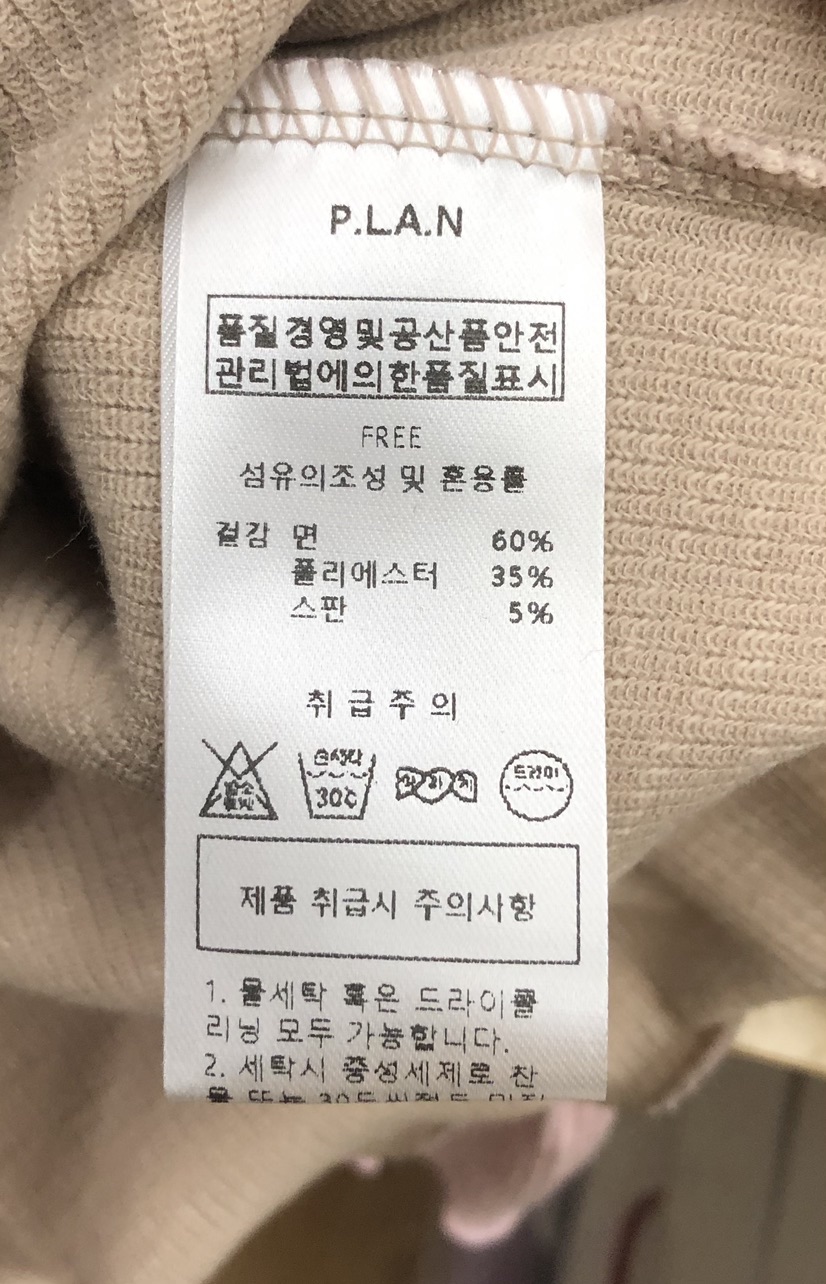 P.LA.N
품질경영및공산품안전
관리법에의한품질표시
FREE
섬유의조성 및 혼용률
겉감 면 60%
폴리에스터 35%
스판 5%
취급주의
손세탁
30℃
드라이
제품 취급시 주의사항
1. 물세탁 혹은 드라이클
리닝 모두 가능합니다.
2. 세탁시 중성세제로 찬